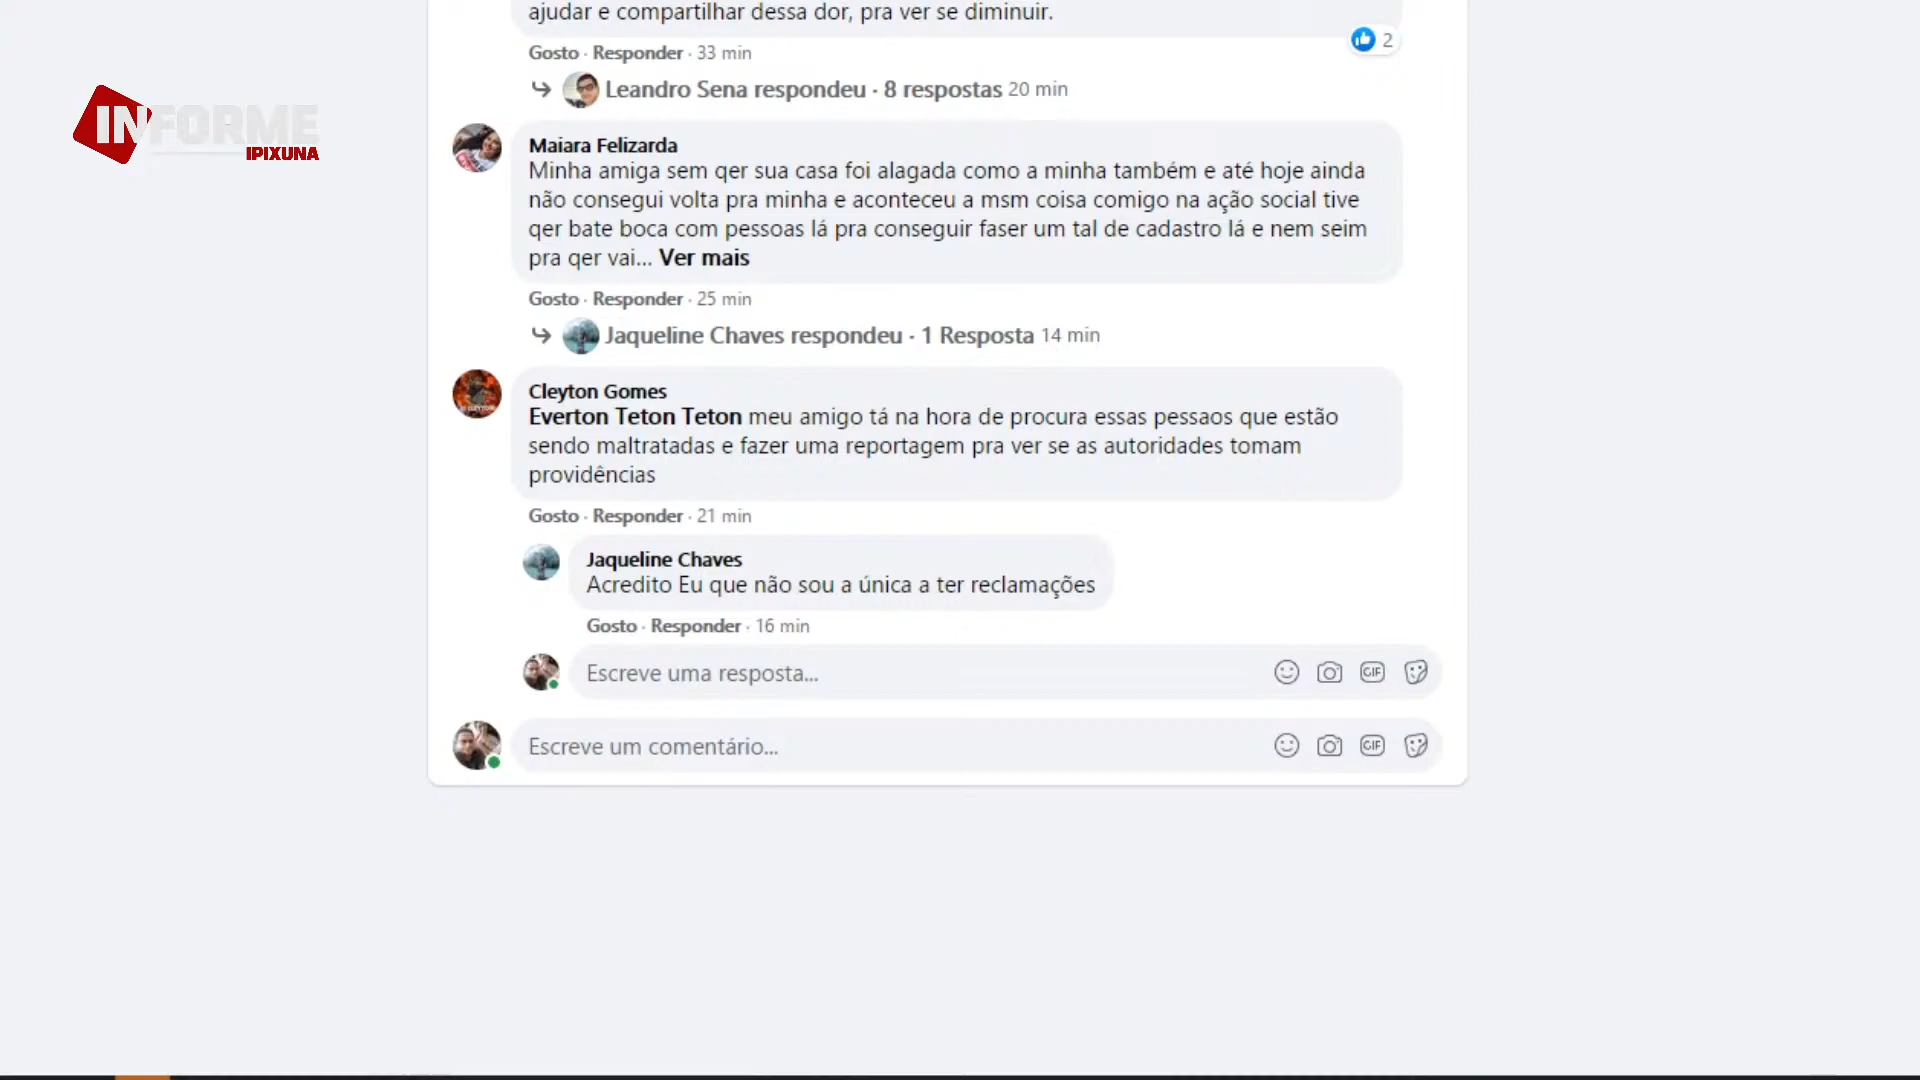 ajudar e compartilhar dessa dor, pra ver se diminuir.
2
Gosto · Responder · 33 min
Leandro Sena respondeu · 8 respostas 20 min
INFORME
IPIXUNA
Maiara Felizarda
Minha amiga sem qer sua casa foi alagada como a minha também e até hoje ainda
não consegui volta pra minha e aconteceu a msm coisa comigo na ação social tive
qer bate boca com pessoas lá pra conseguir faser um tal de cadastro lá e nem seim
pra qer vai... Ver mais
Gosto · Responder · 25 min
Jaqueline Chaves respondeu · 1 Resposta 14 min
Cleyton Gomes
Everton Teton Teton meu amigo tá na hora de procura essas pessaos que estão
sendo maltratadas e fazer uma reportagem pra ver se as autoridades tomam
providências
Gosto · Responder · 21 min
Jaqueline Chaves
Acredito Eu que não sou a única a ter reclamações
Gosto · Responder · 16 min
Escreve uma resposta...
GIF
Escreve um comentário...
GIF